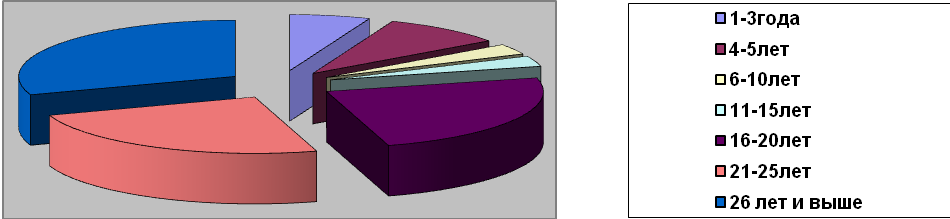 1-3года
4-5лет
6-10лет
11-15лет
16-20лет
21-25лет
26 лет и выше